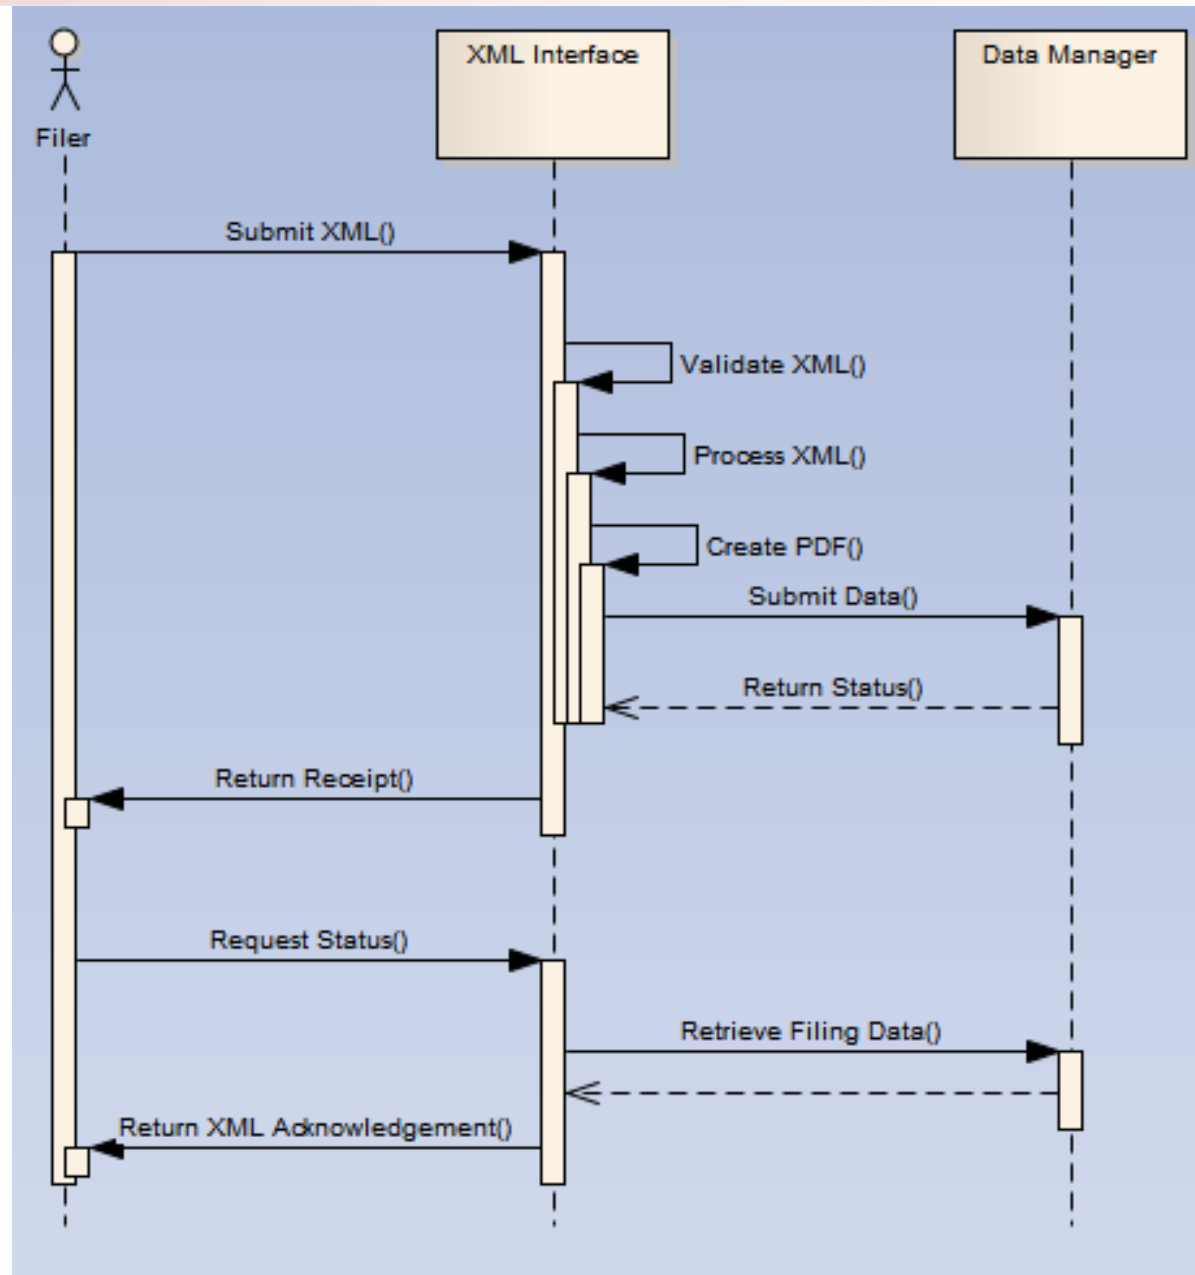 XML Interface
Data Manager
Filer
Submit XML()
Validate XML()
Process XML()
Create PDF()
Submit Data()
Return Status()
Return Receipt()
Request Status()
Retrieve Filing Data()
Return XML Acknowledgement()